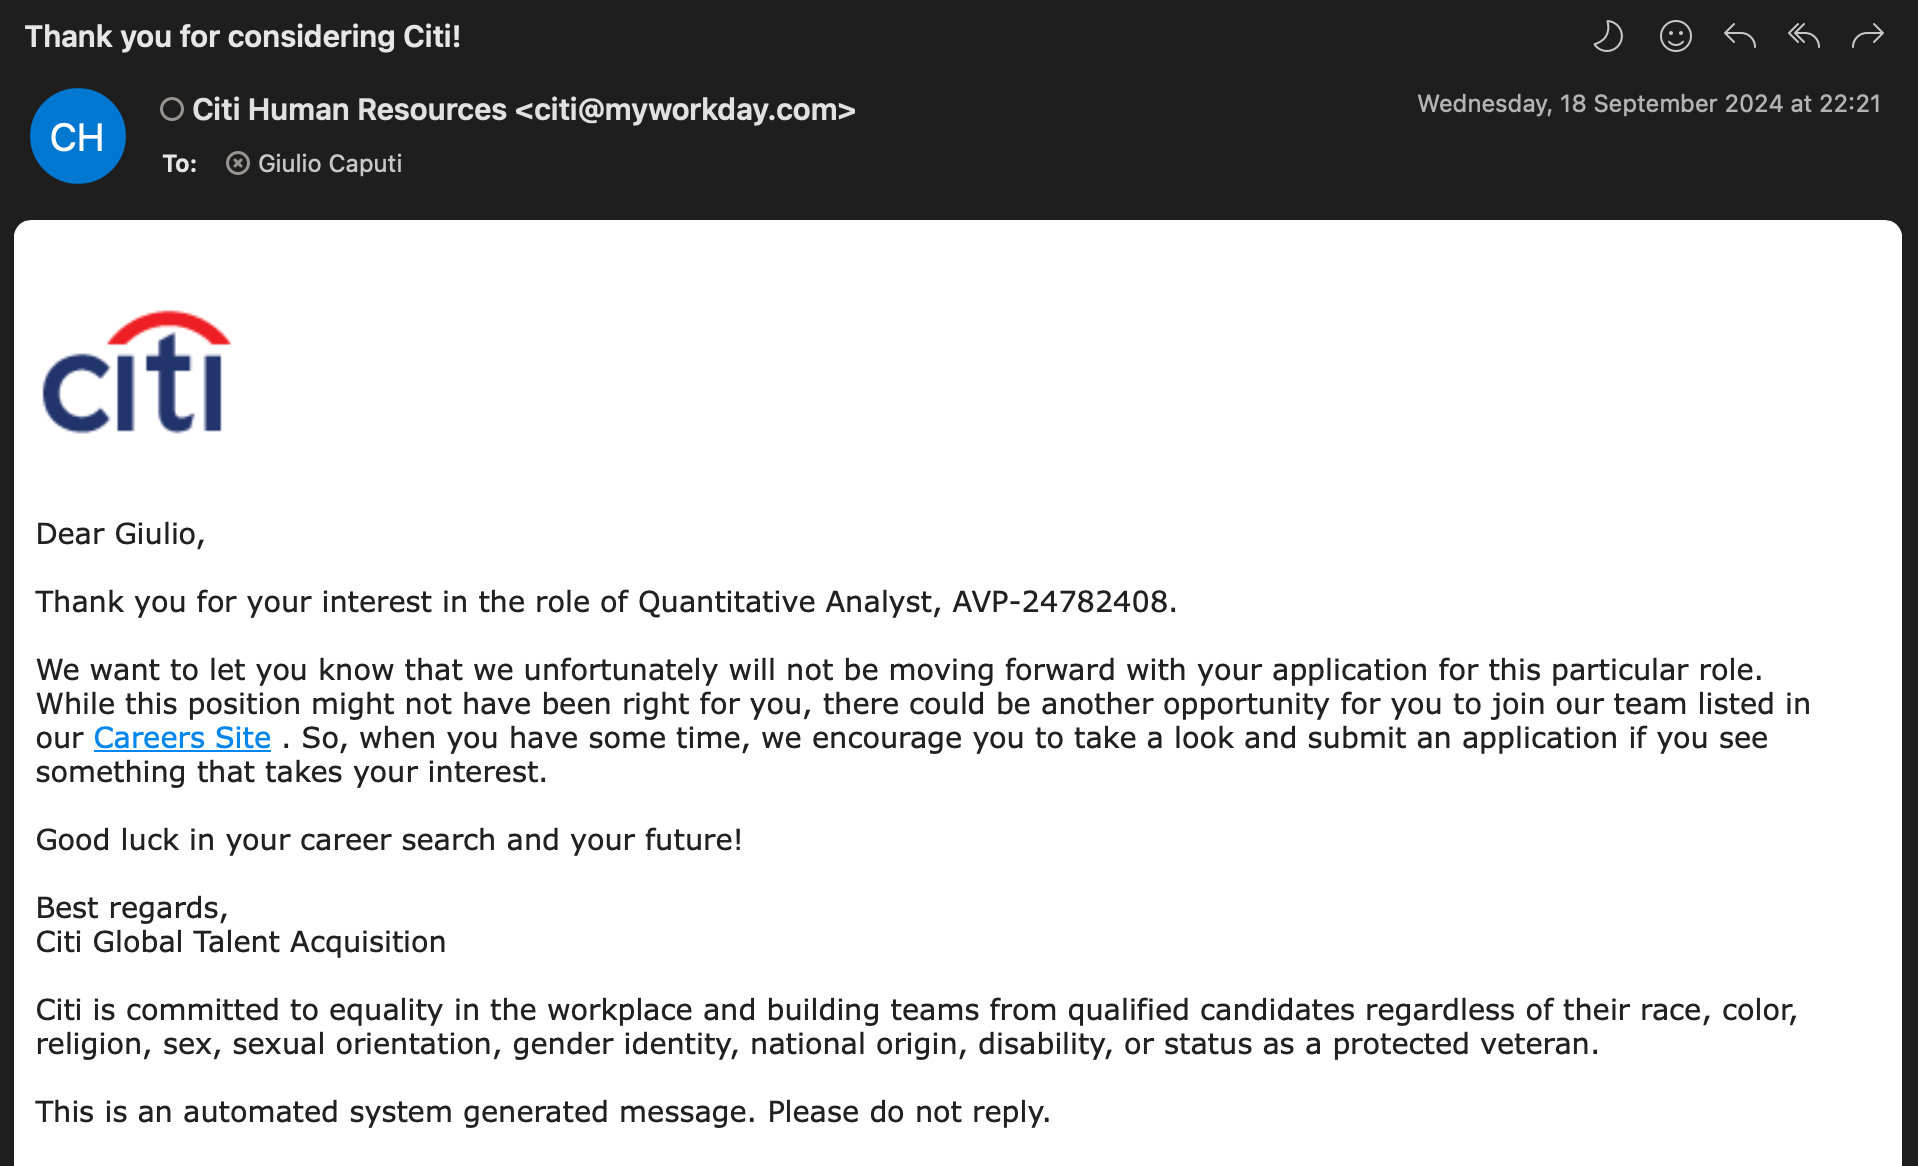 Thank you for considering Citi!
CH
Citi Human Resources <citi@myworkday.com>
Wednesday, 18 September 2024 at 22:21
To: Giulio Caputi
citi
Dear Giulio,
Thank you for your interest in the role of Quantitative Analyst, AVP-24782408.
We want to let you know that we unfortunately will not be moving forward with your application for this particular role.
While this position might not have been right for you, there could be another opportunity for you to join our team listed in
our Careers Site . So, when you have some time, we encourage you to take a look and submit an application if you see
something that takes your interest.
Good luck in your career search and your future!
Best regards,
Citi Global Talent Acquisition
Citi is committed to equality in the workplace and building teams from qualified candidates regardless of their race, color,
religion, sex, sexual orientation, gender identity, national origin, disability, or status as a protected veteran.
This is an automated system generated message. Please do not reply.